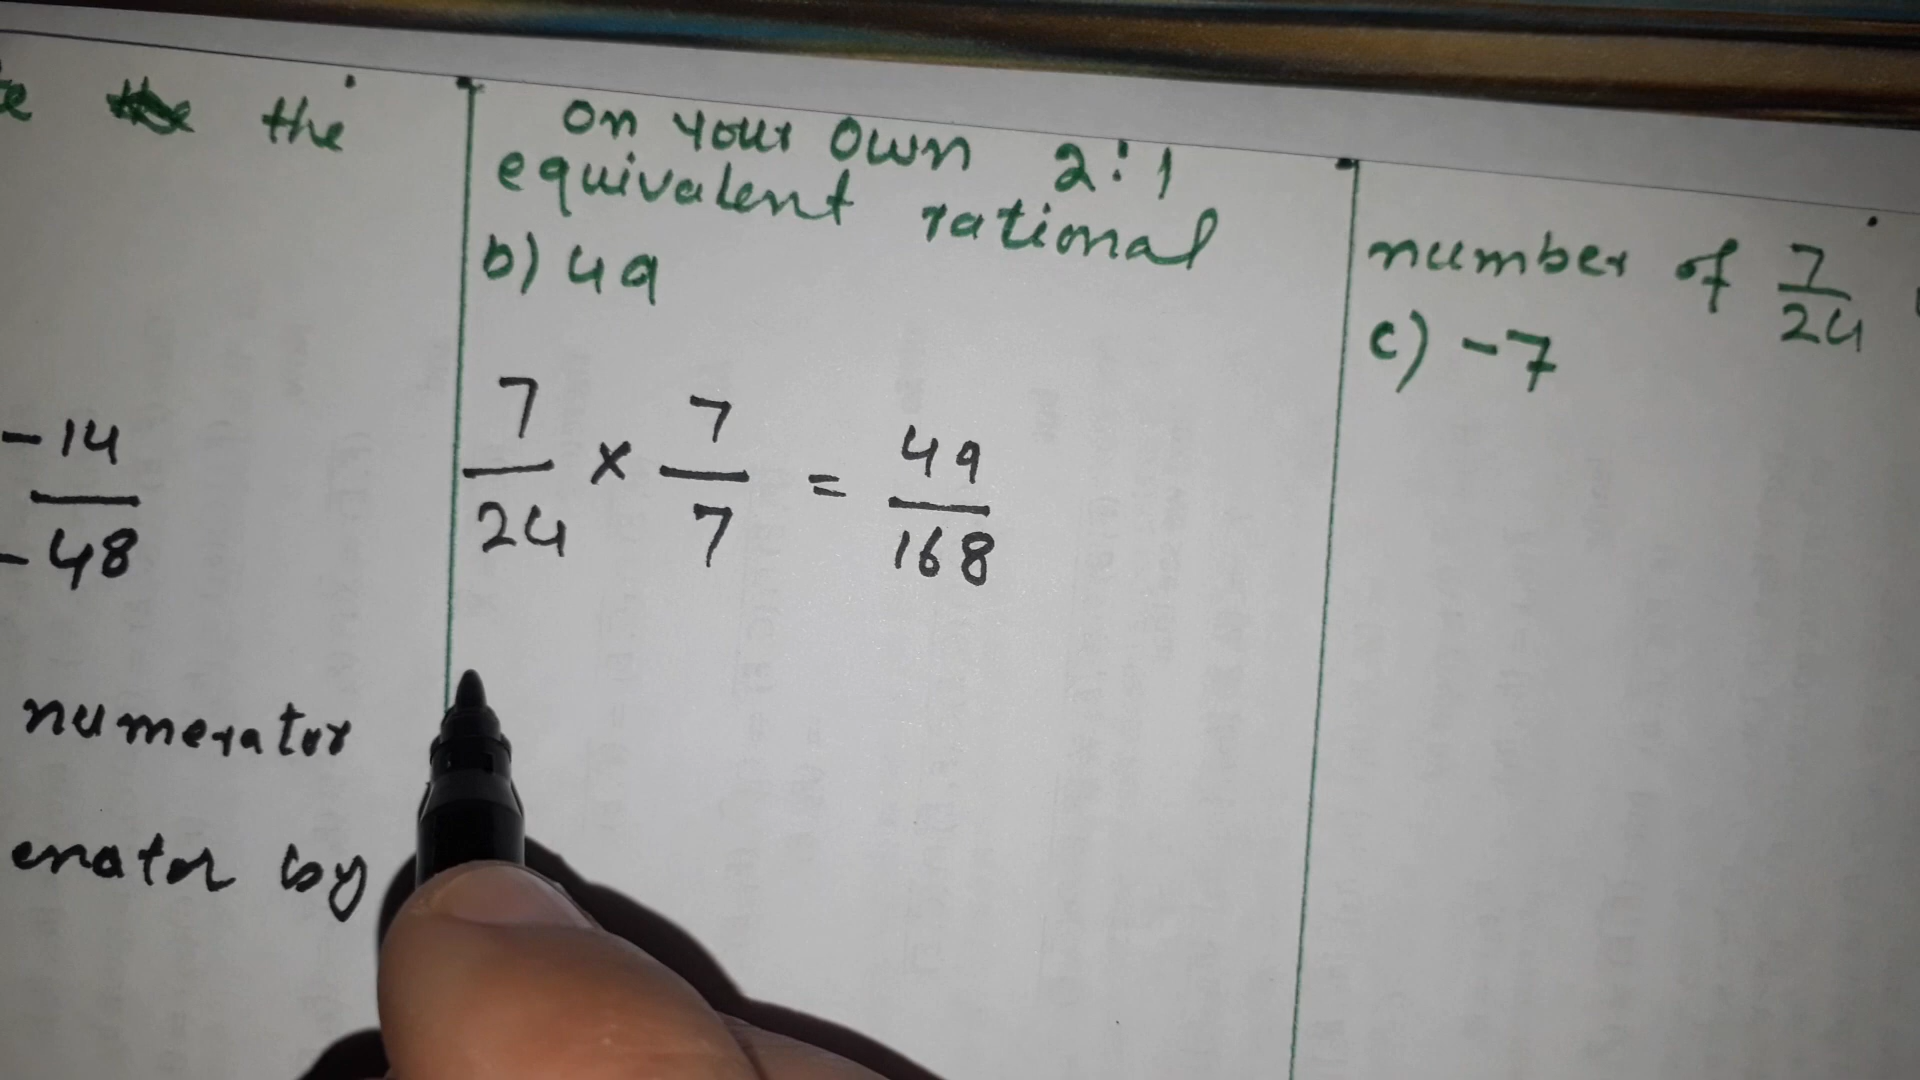 the
-14
-48
numerator
enator by
on your own 2:1
equivalent rational
b) 49
7/24 × 7/7 = 49/168
number of 7/24
c) -7